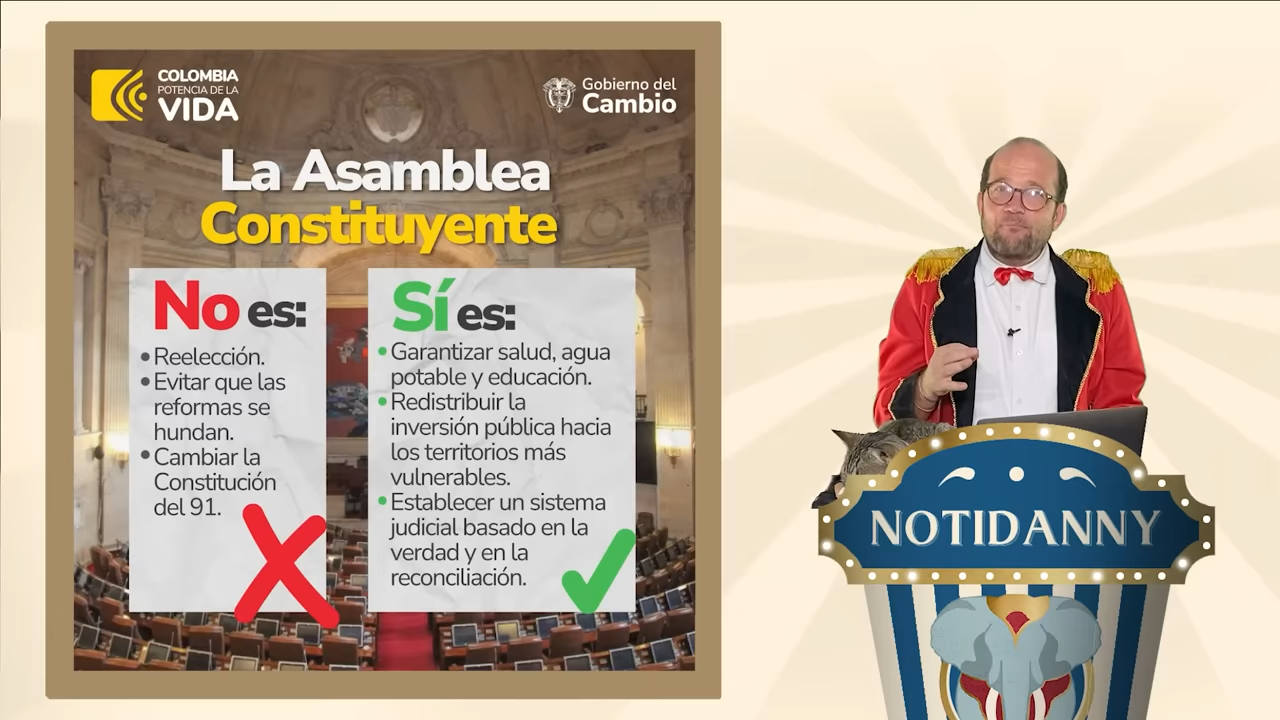 COLOMBIA
POTENCIA DE LA
VIDA
Gobierno del
Cambio
La Asamblea
Constituyente
No es:
• Reelección.
• Evitar que las
reformas se
hundan.
• Cambiar la
Constitución
del 91.
Sí es:
• Garantizar salud, agua
potable y educación.
• Redistribuir la
inversión pública hacia
los territorios más
vulnerables.
• Establecer un sistema
judicial basado en la
verdad y en la
reconciliación.
NOTIDANNY